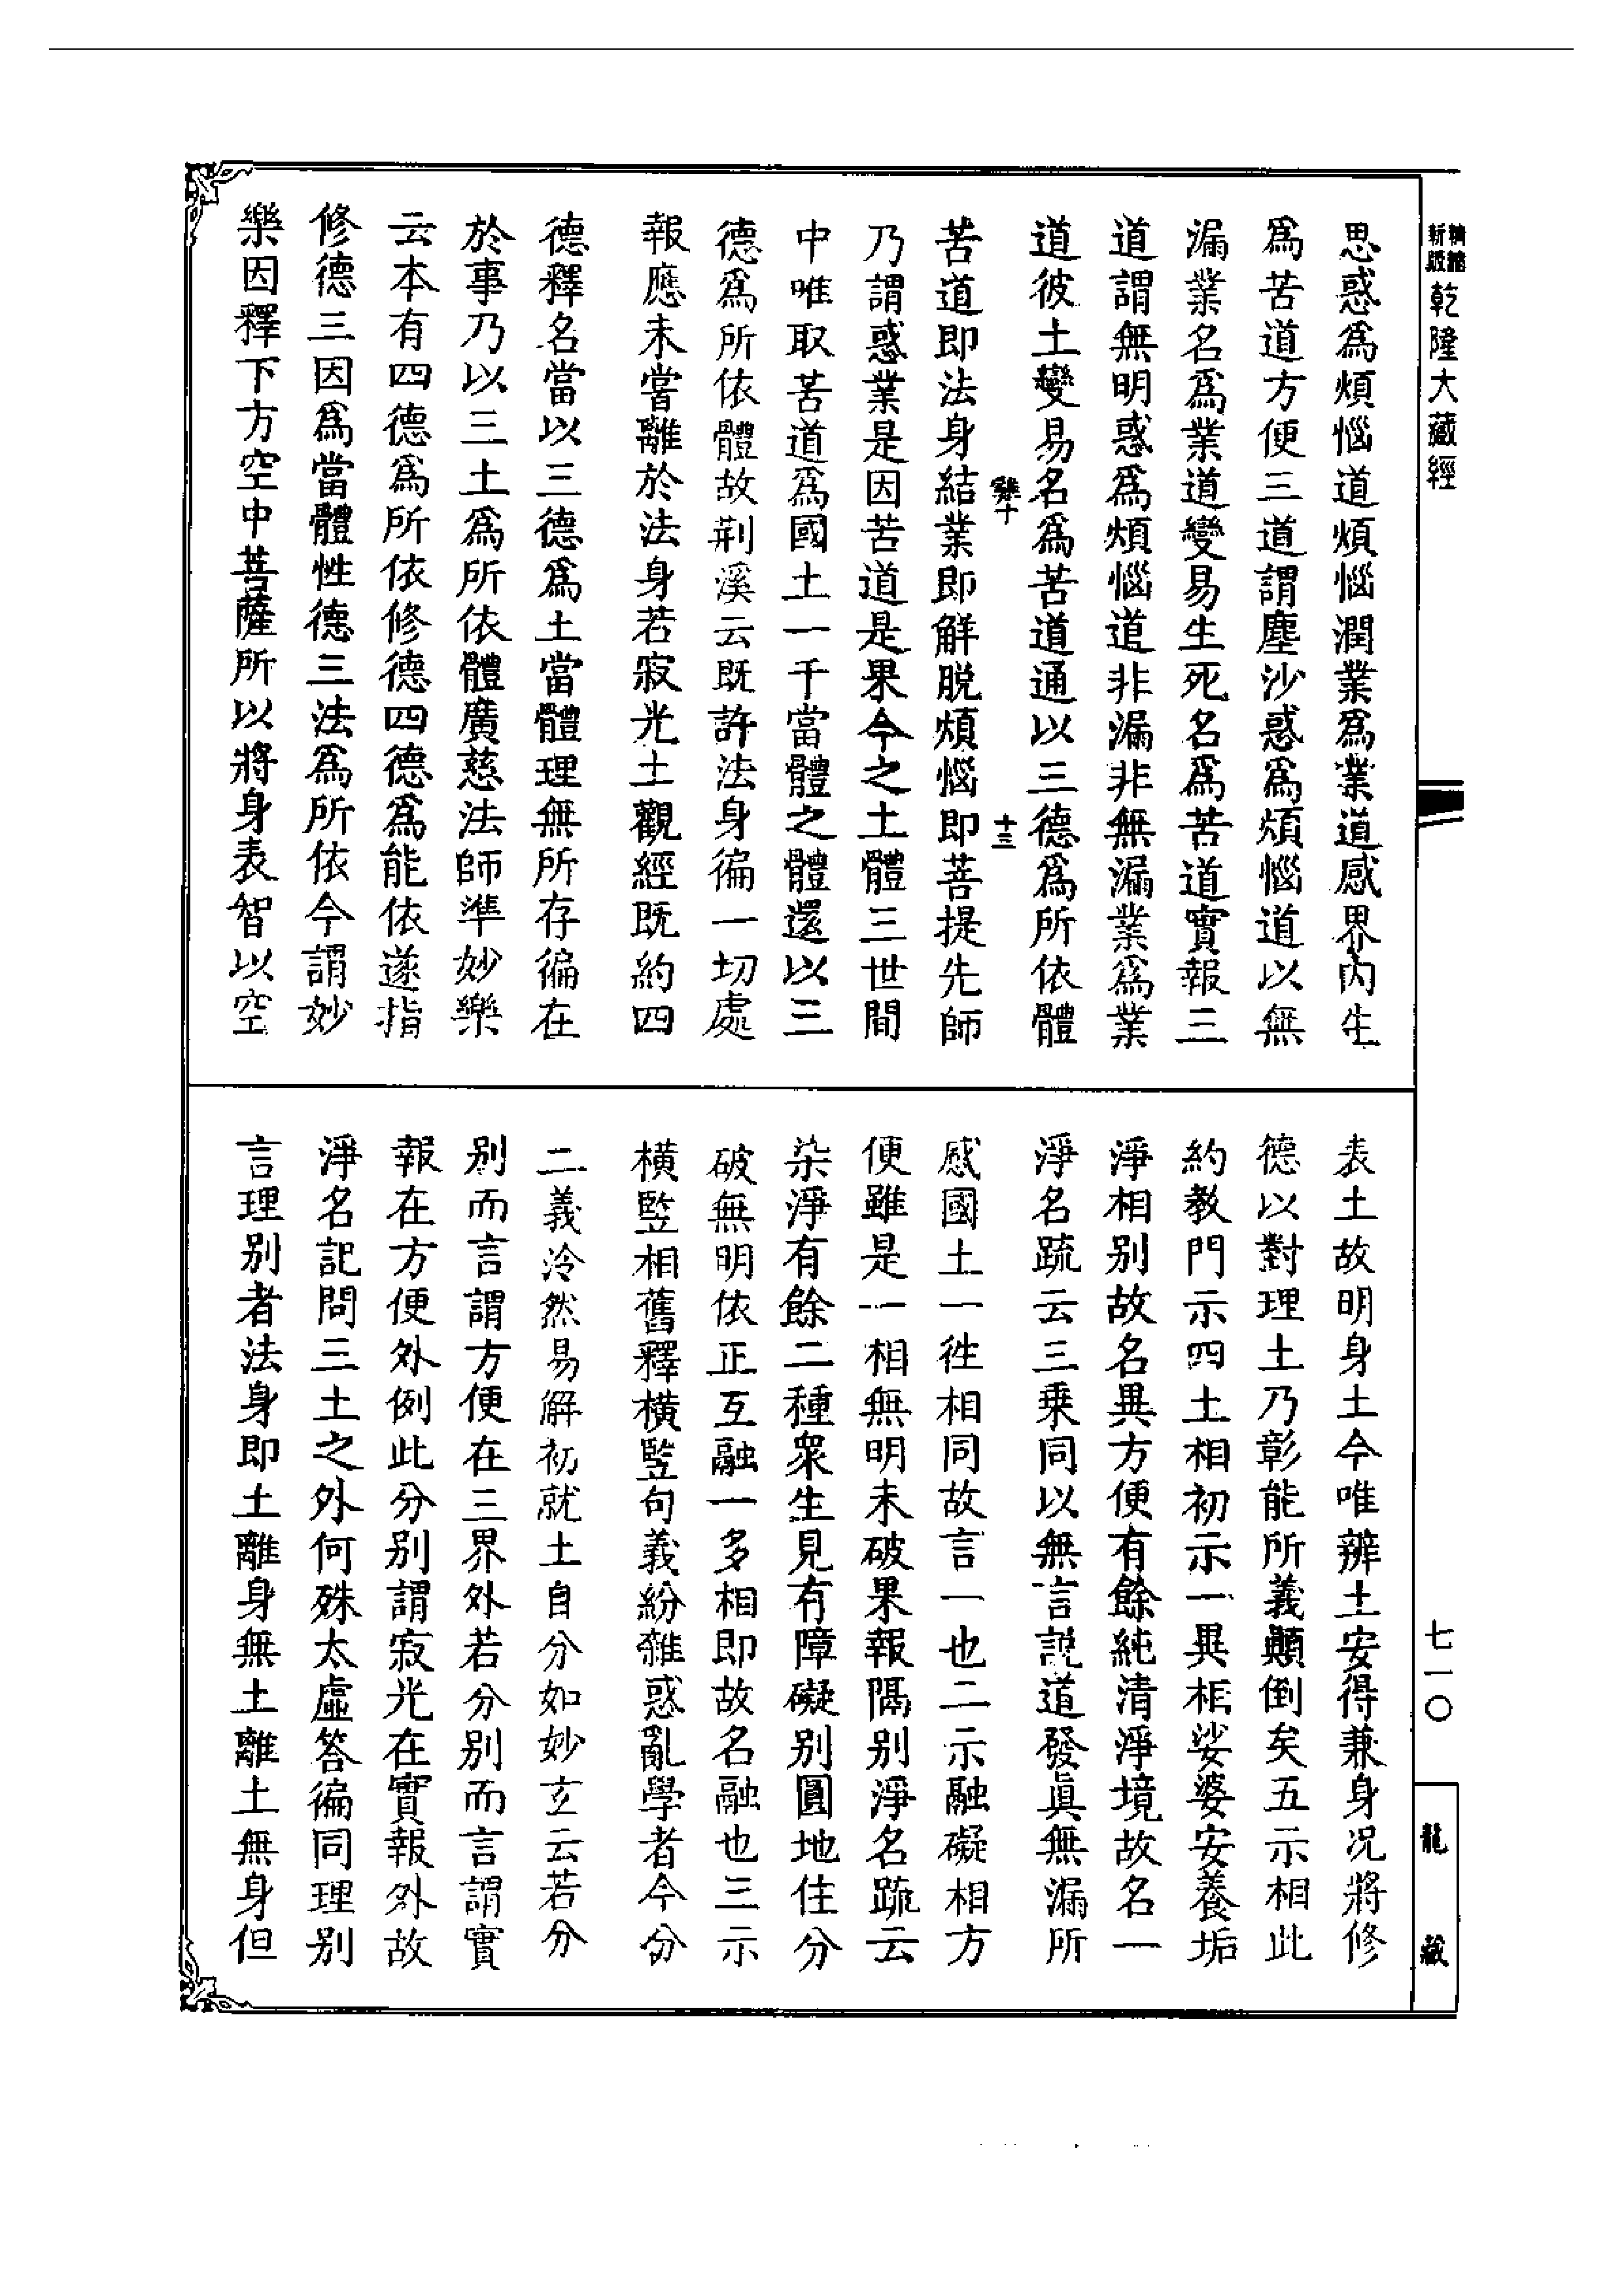 精縮
新版
乾隆大藏經
思惑爲煩惱道煩惱潤業爲業道感界內生
爲苦道方便三道謂塵沙惑爲煩惱道以無
漏業名爲業道變易生死名爲苦道實報三
道謂無明惑爲煩惱道非漏非無漏業爲業
道彼土變易名爲苦道通以三德爲所依體
十
十三
苦道即法身結業即解脱煩惱即菩提先師
乃謂惑業是因苦道是果今之土體三世間
中唯取苦道爲國土一千當體之體還以三
德爲所依體故荆溪云既許法身徧一切處
報應未嘗離於法身若寂光土觀經既約四
德釋名當以三德爲土當體理無所存徧在
於事乃以三土爲所依體廣慈法師準妙樂
云本有四德爲所依修德四德爲能依遂指
修德三因爲當體性德三法爲所依今謂妙
樂因釋下方空中菩薩所以將身表智以空
表土故明身土今唯辨土安得兼身況將修
德以對理土乃彰能所義顛倒矣五示相此
約教門示四土相初示一異相娑婆安養垢
淨相别故名異方便有餘純清淨境故名一
淨名疏云三乘同以無言説道發眞無漏所
感國土一往相同故言一也二示融礙相方
便雖是一相無明未破果報隔别淨名疏云
染淨有餘二種衆生見有障礙别圓地住分
破無明依正互融一多相即故名融也三示
橫豎相舊釋橫豎句義紛雜惑亂學者今分
二義泠然易解初就土自分如妙玄云若分
别而言謂方便在三界外若分别而言謂實
報在方便外例此分别謂寂光在實報外故
淨名記問三土之外何殊太虛答徧同理别
言理别者法身即土離身無土離土無身但
七一〇
龍藏